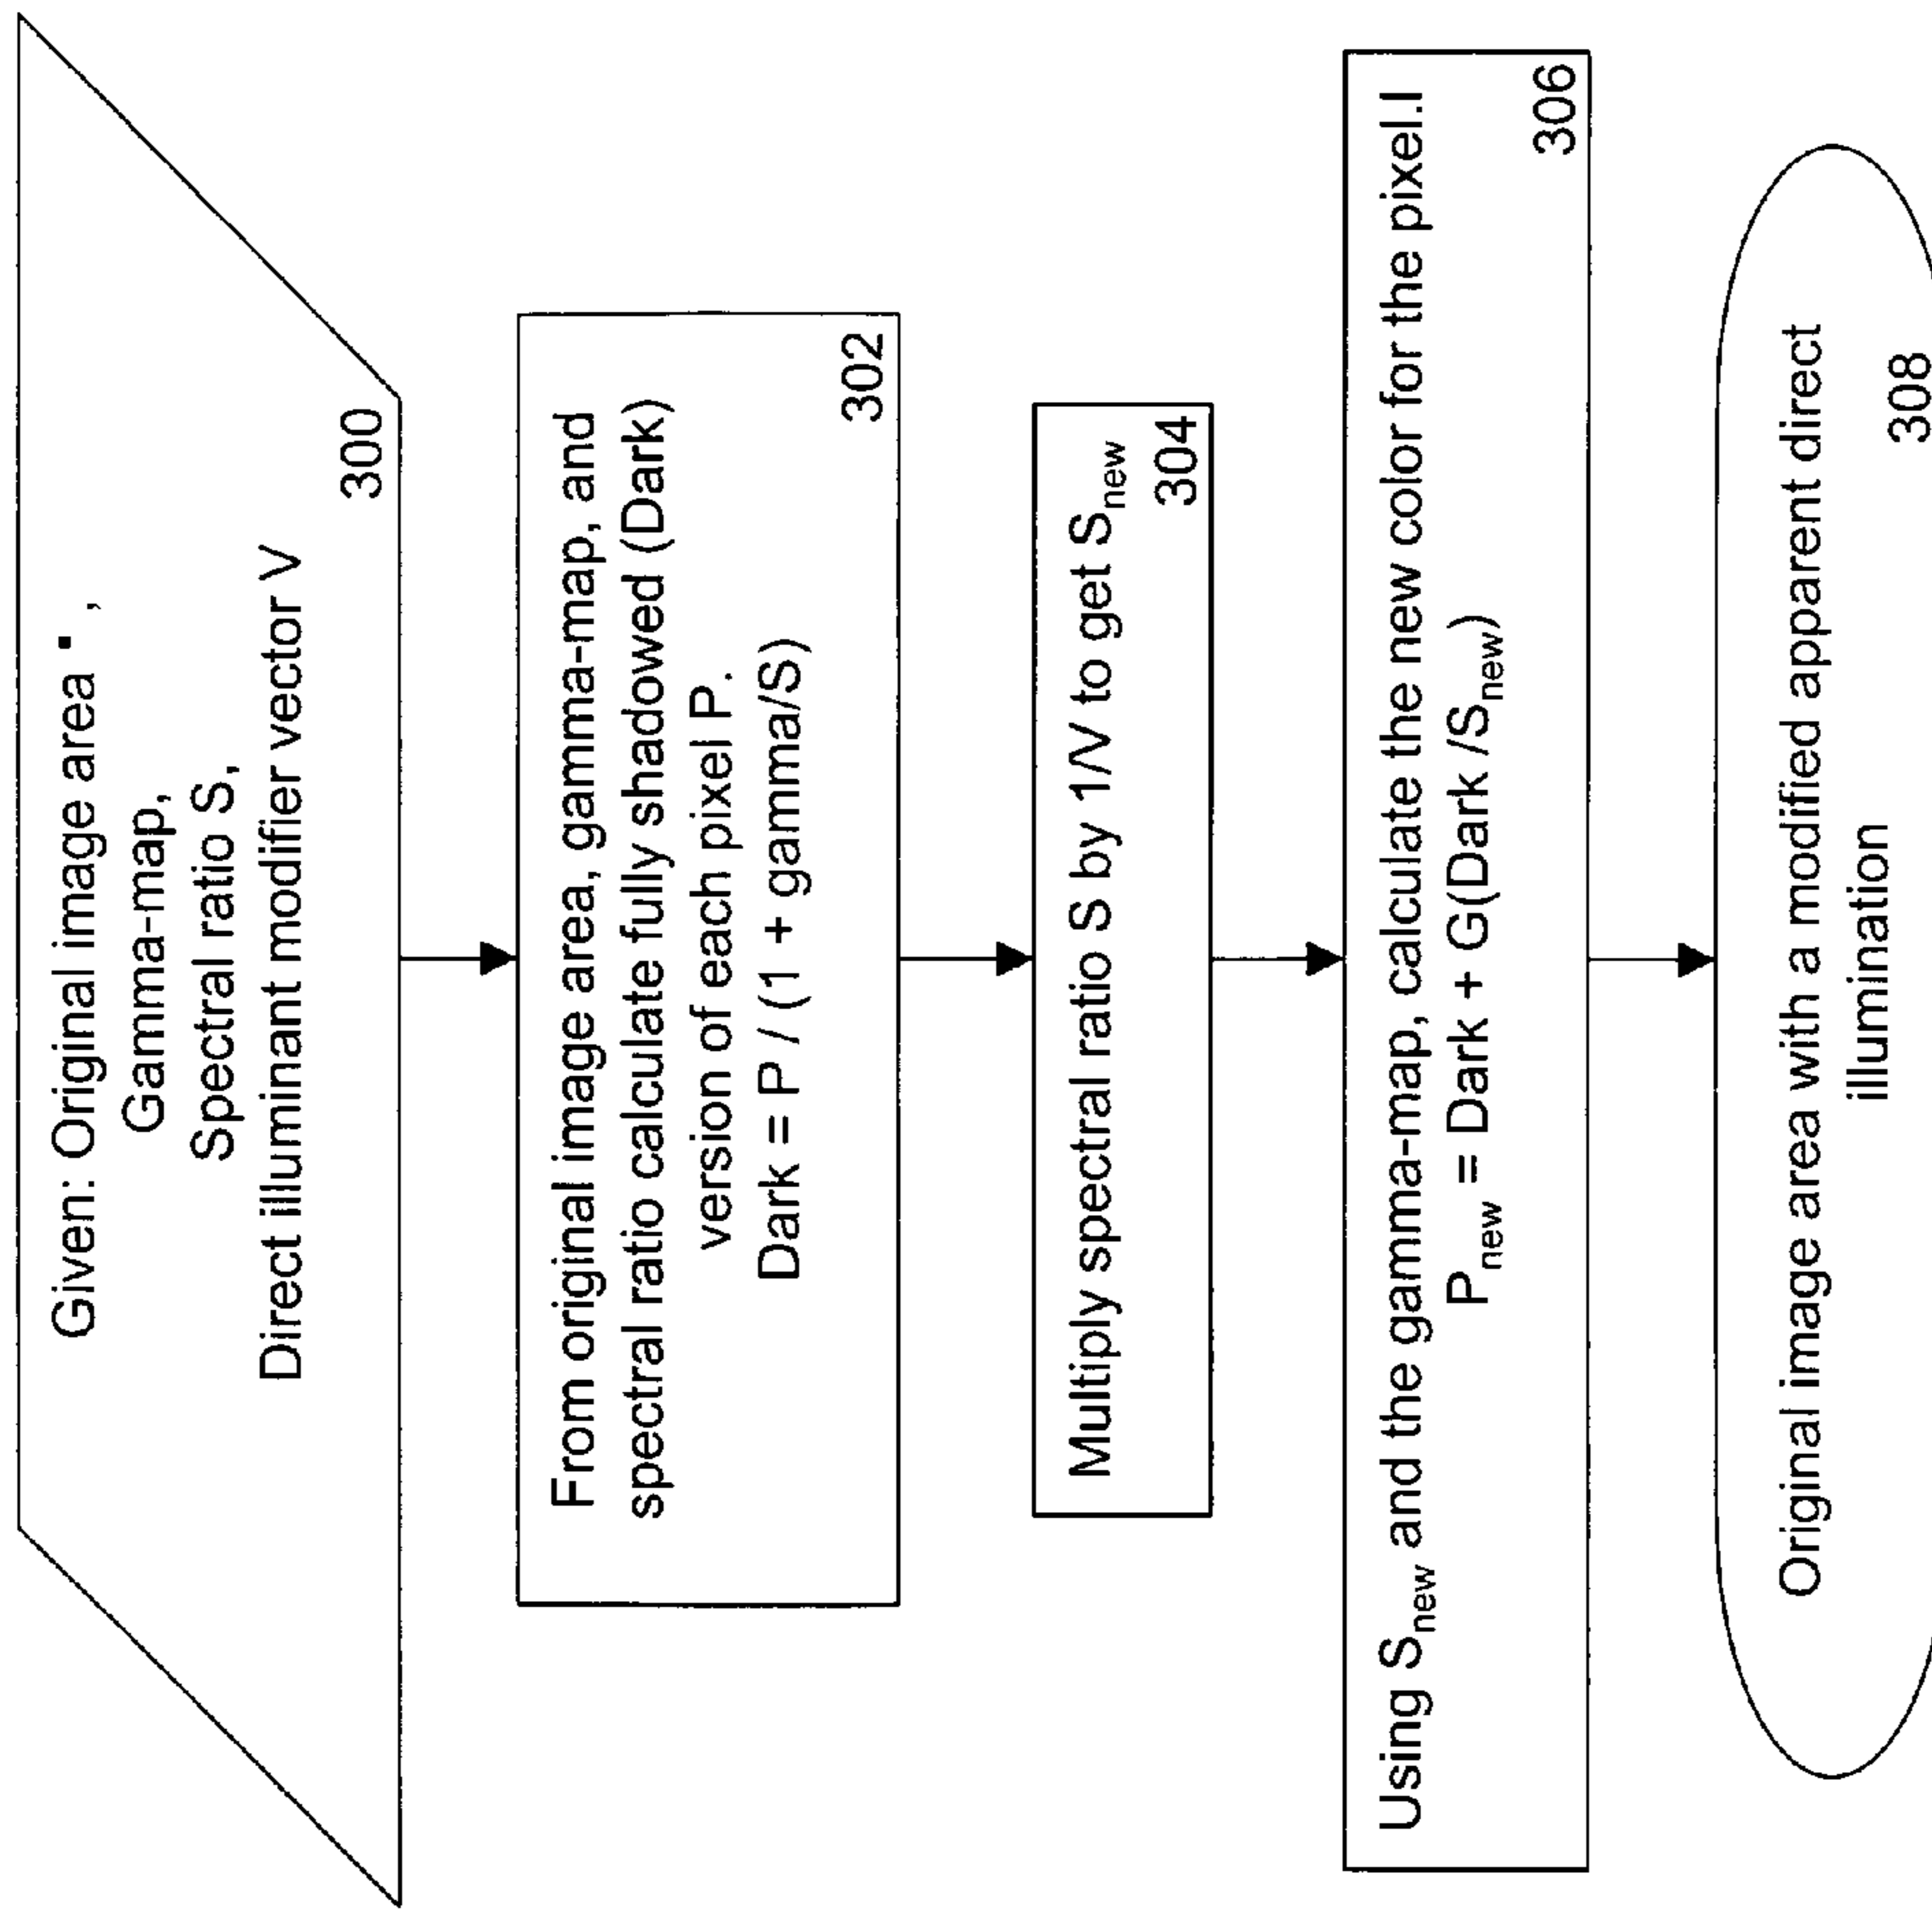 Given: Original image area ▪ ,
Gamma-map,
Spectral ratio S,
Direct illuminant modifier vector V
300
From original image area, gamma-map, and
spectral ratio calculate fully shadowed (Dark)
version of each pixel P.
Dark = P / (1 + gamma/S)
302
Multiply spectral ratio S by 1/V to get Snew
304
Using Snew and the gamma-map, calculate the new color for the pixel.I
Pnew = Dark + G(Dark /Snew)
306
Original image area with a modified apparent direct
illumination
308